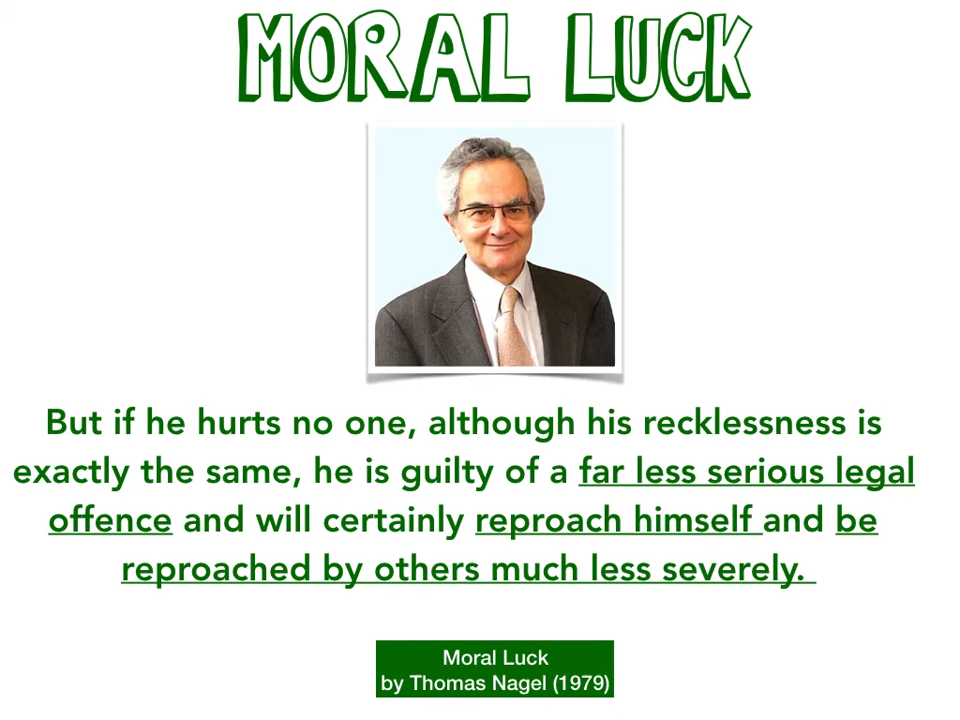 MORAL LUCK
But if he hurts no one, although his recklessness is
exactly the same, he is guilty of a far less serious legal
offence and will certainly reproach himself and be
reproached by others much less severely.
Moral Luck
by Thomas Nagel (1979)